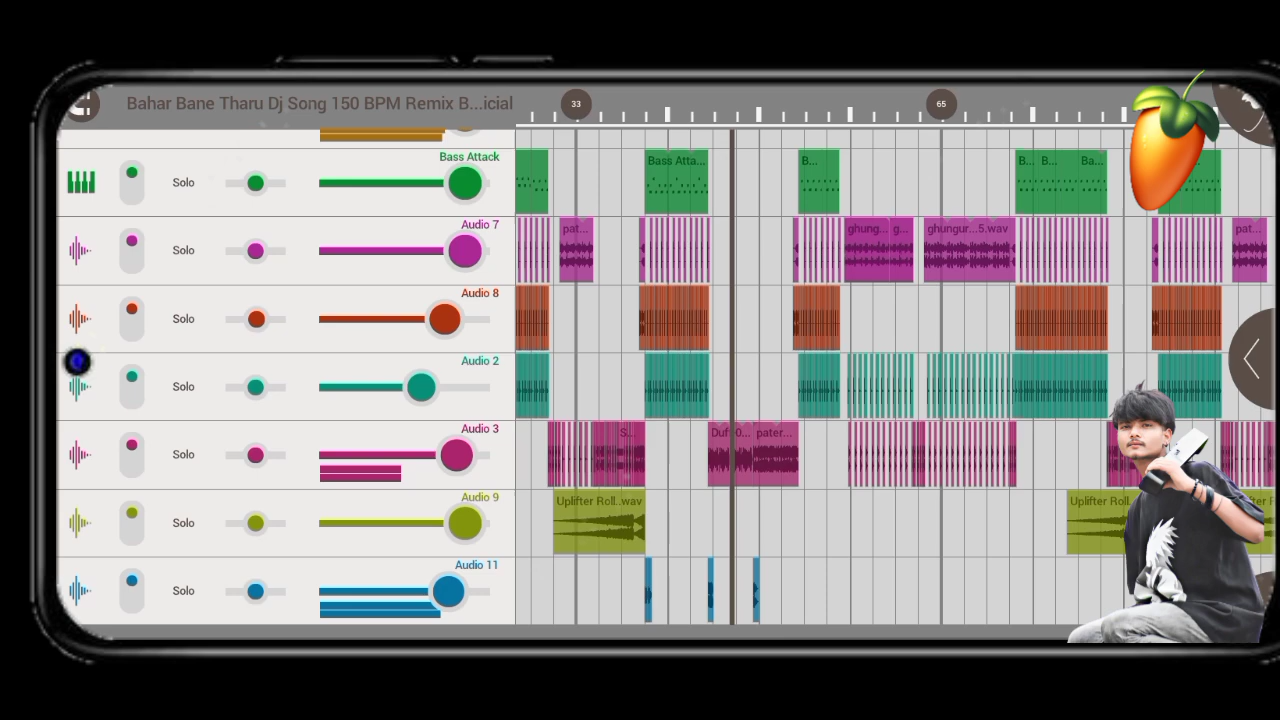 Bahar Bane Tharu Dj Song 150 BPM Remix B...icial
33
65
Bass Attack
Solo
Bass Atta...
B...
B...
B...
Ba...
Audio 7
Solo
pat...
ghung...
g...
ghungur...5.wav
pat...
Audio 8
Solo
Audio 2
Solo
Audio 3
Solo
S...
pater...
Audio 9
Solo
Uplifter Roll..wav
Uplifter Roll
Audio 11
Solo